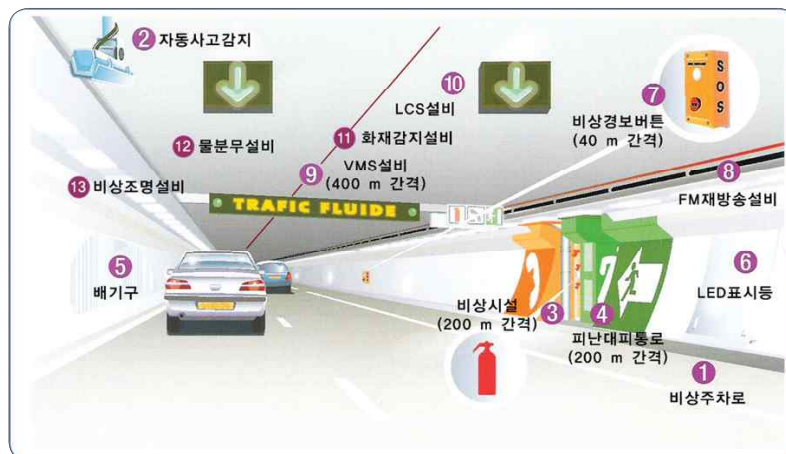 2 자동사고감지
10
LCS설비
7
비상경보버튼
(40 m 간격)
S
O
S
12 물분무설비
11 화재감지설비
9 VMS설비
(400 m 간격)
13 비상조명설비
TRAFIC FLUIDE
8
FM재방송설비
5
배기구
6
LED표시등
비상시설
(200 m 간격)
3
4
피난대피통로
(200 m 간격)
1
비상주차로